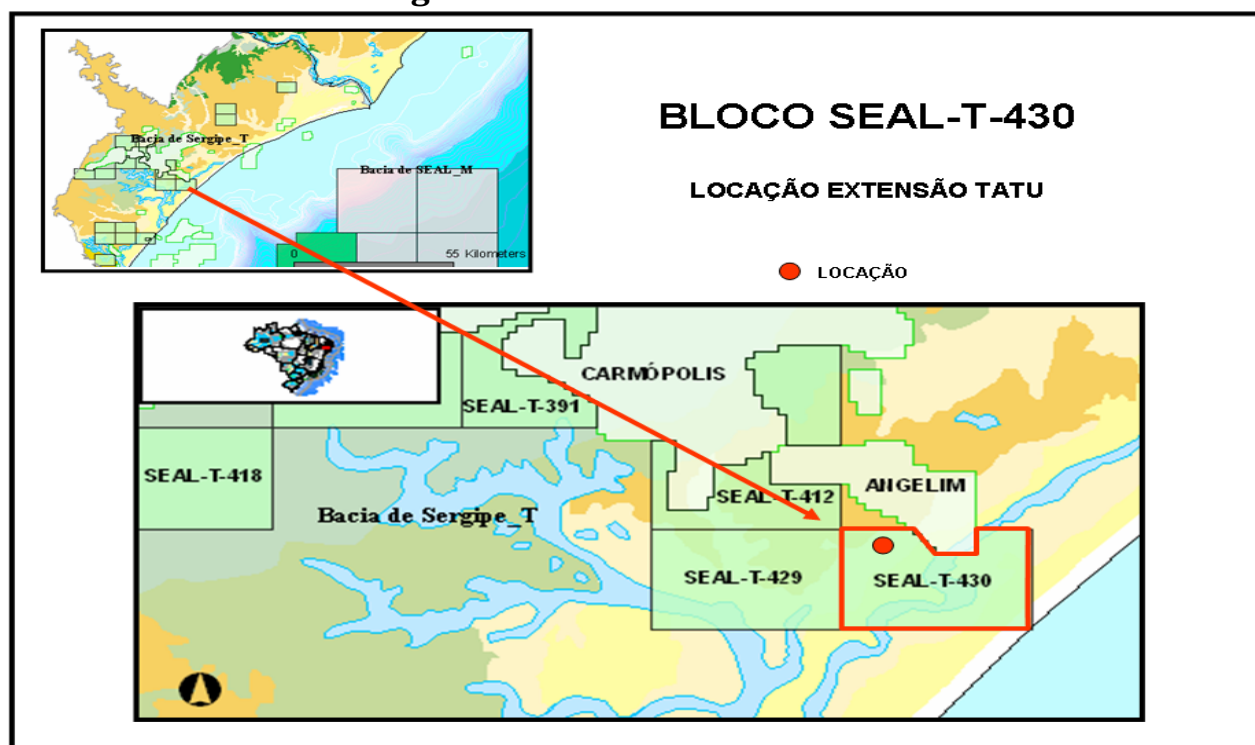 Bacia de Sergipe_T
Bacia de SEAL_M
0 55 Kilometers
BLOCO SEAL-T-430
LOCAÇÃO EXTENSÃO TATU
LOCAÇÃO
CARMÓPOLIS
SEAL-T-391
SEAL-T-418
SEAL-T-412
ANGELIM
Bacia de Sergipe_T
SEAL-T-429
SEAL-T-430